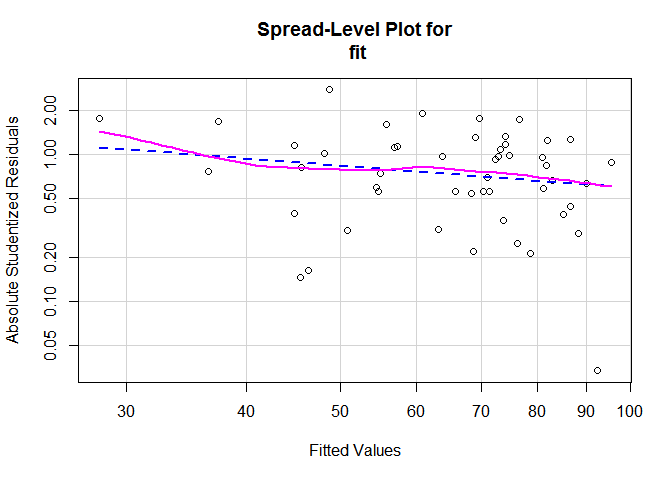 Spread-Level Plot for
fit
Absolute Studentized Residuals
2.00
1.00
0.50
0.20
0.10
0.05
30 40 50 60 70 80 90 100
Fitted Values